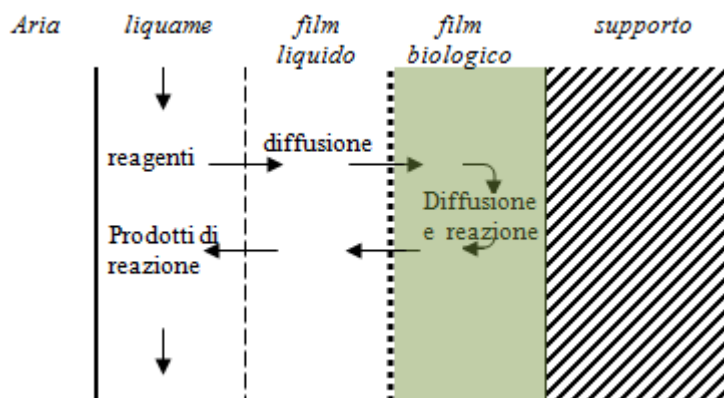 Aria
liquame
film
liquido
film
biologico
supporto
reagenti
diffusione
Diffusione
e reazione
Prodotti di
reazione